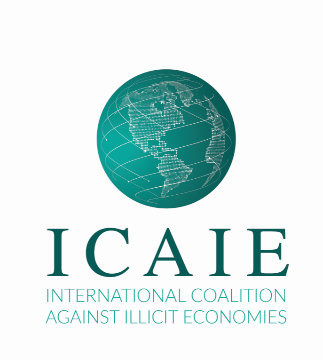 ICAIE
INTERNATIONAL COALITION
AGAINST ILLICIT ECONOMIES